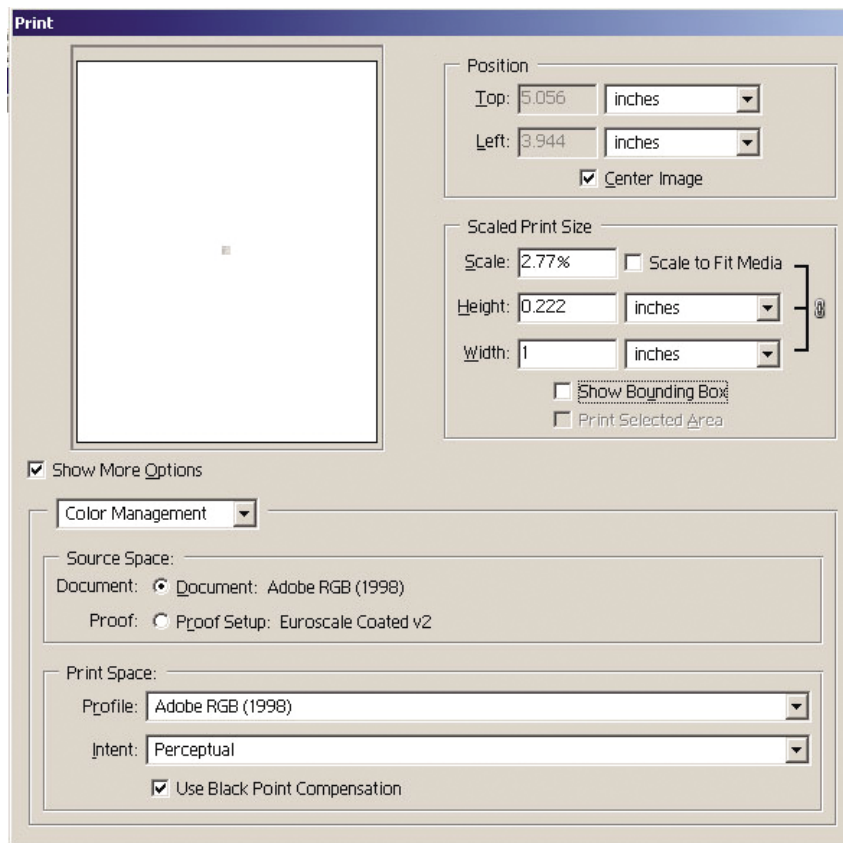 Print
Position
Top: 5.056 inches
Left: 3.944 inches
Center Image
Scaled Print Size
Scale: 2.77% Scale to Fit Media
Height: 0.222 inches
Width: 1 inches
Show Bounding Box
Print Selected Area
Show More Options
Color Management
Source Space:
Document: Document: Adobe RGB (1998)
Proof: Proof Setup: Euroscale Coated v2
Print Space:
Profile: Adobe RGB (1998)
Intent: Perceptual
Use Black Point Compensation